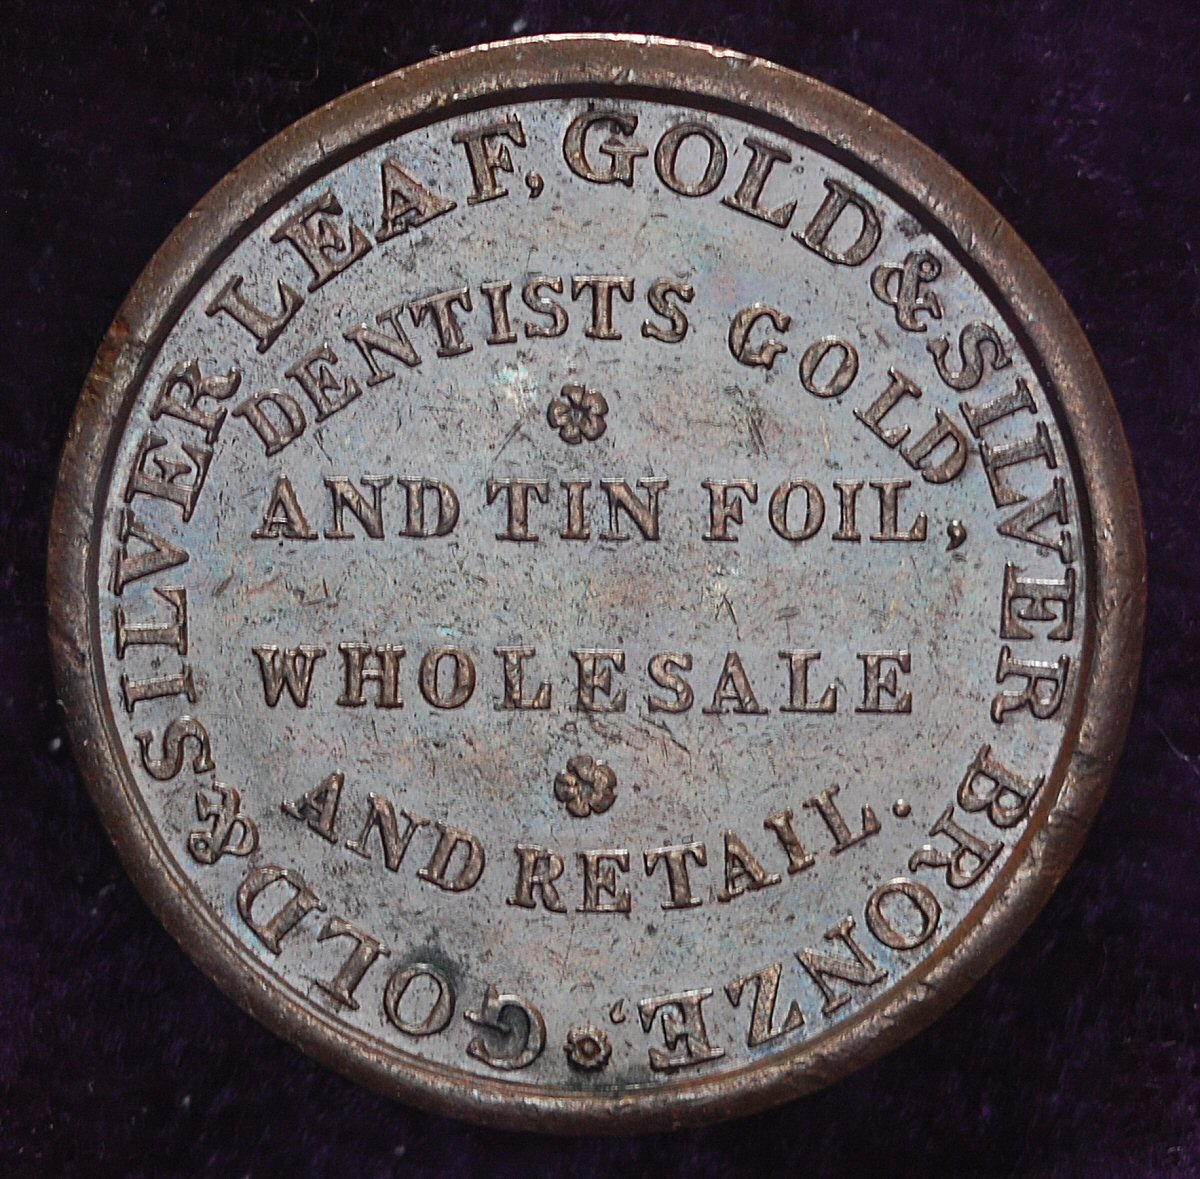 GOLD & SILVER LEAF, GOLD & SILVER BRONZE,
DENTISTS GOLD
AND TIN FOIL,
WHOLESALE
AND RETAIL.